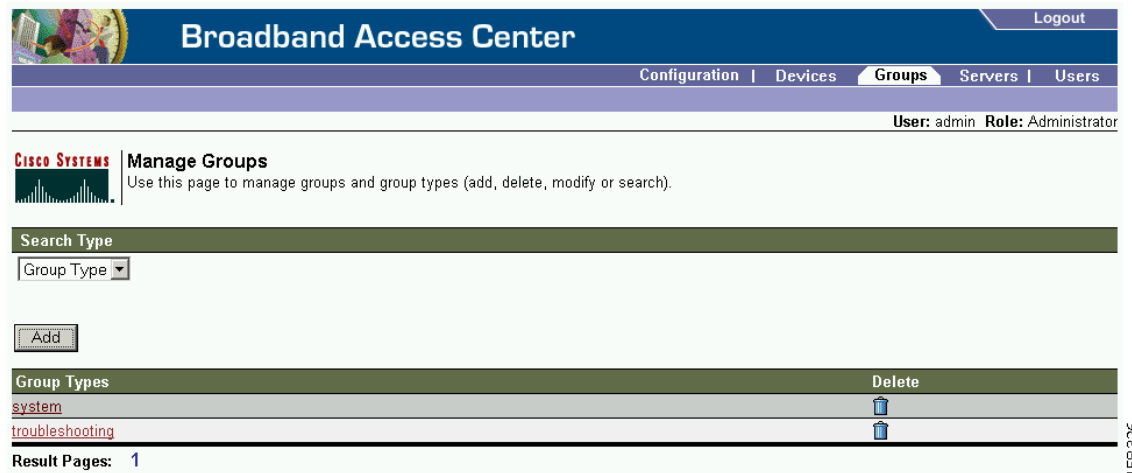 Logout
Broadband Access Center
Configuration | Devices Groups Servers | Users
User: admin Role: Administrator
CISCO SYSTEMS
Manage Groups
Use this page to manage groups and group types (add, delete, modify or search).
Search Type
Group Type
Add
Group Types Delete
system
troubleshooting
Result Pages: 1